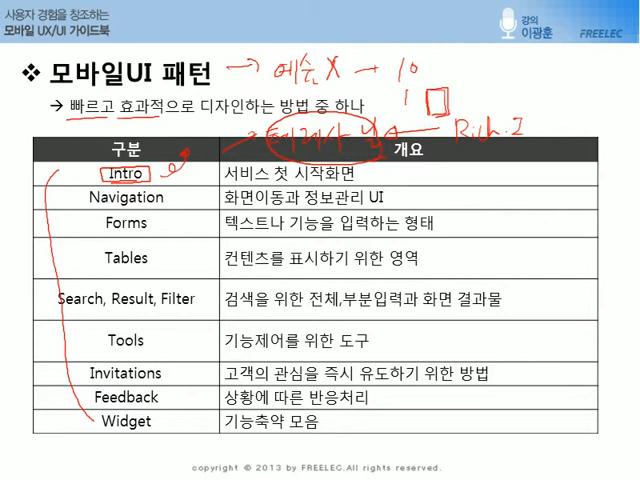 사용자 경험을 창조하는
모바일 UX/UI 가이드북
강의
이광훈
FREELEC
❖ 모바일UI 패턴
→ 예술X → 10
1
→ 빠르고 효과적으로 디자인하는 방법 중 하나
테레사 Rich.I
구분 개요
Intro 서비스 첫 시작화면
Navigation 화면이동과 정보관리 UI
Forms 텍스트나 기능을 입력하는 형태
Tables 컨텐츠를 표시하기 위한 영역
Search, Result, Filter 검색을 위한 전체,부분입력과 화면 결과물
Tools 기능제어를 위한 도구
Invitations 고객의 관심을 즉시 유도하기 위한 방법
Feedback 상황에 따른 반응처리
Widget 기능축약 모음
copyright © 2013 by FREELEC.All rights reserved.